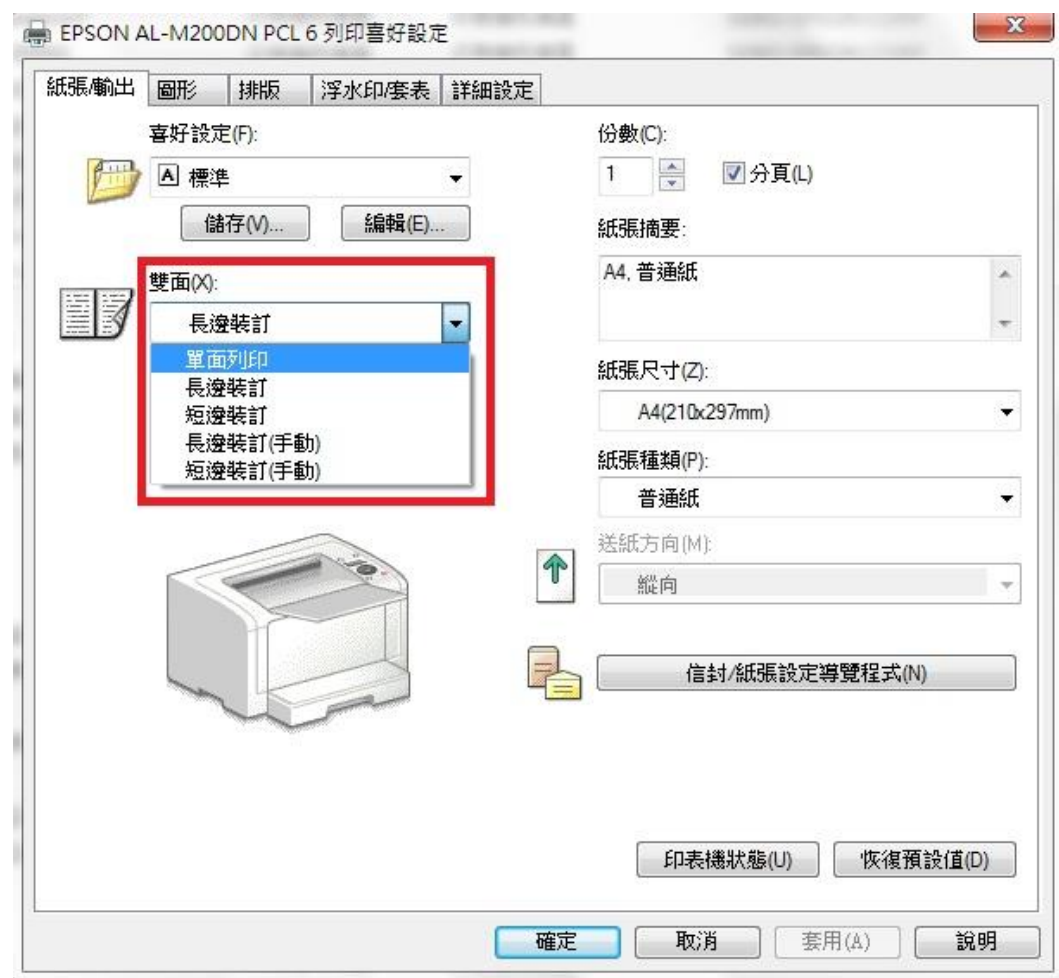 EPSON AL-M200DN PCL 6 列印喜好設定
紙張/輸出 圖形 排版 浮水印/套表 詳細設定
喜好設定(F):
標準
儲存(V)... 編輯(E)...
雙面(X):
長邊裝訂
單面列印
長邊裝訂
短邊裝訂
長邊裝訂(手動)
短邊裝訂(手動)
份數(C):
1 分頁(L)
紙張摘要:
A4, 普通紙
紙張尺寸(Z):
A4(210x297mm)
紙張種類(P):
普通紙
送紙方向(M):
縱向
信封/紙張設定導覽程式(N)
印表機狀態(U) 恢復預設值(D)
確定 取消 套用(A) 說明